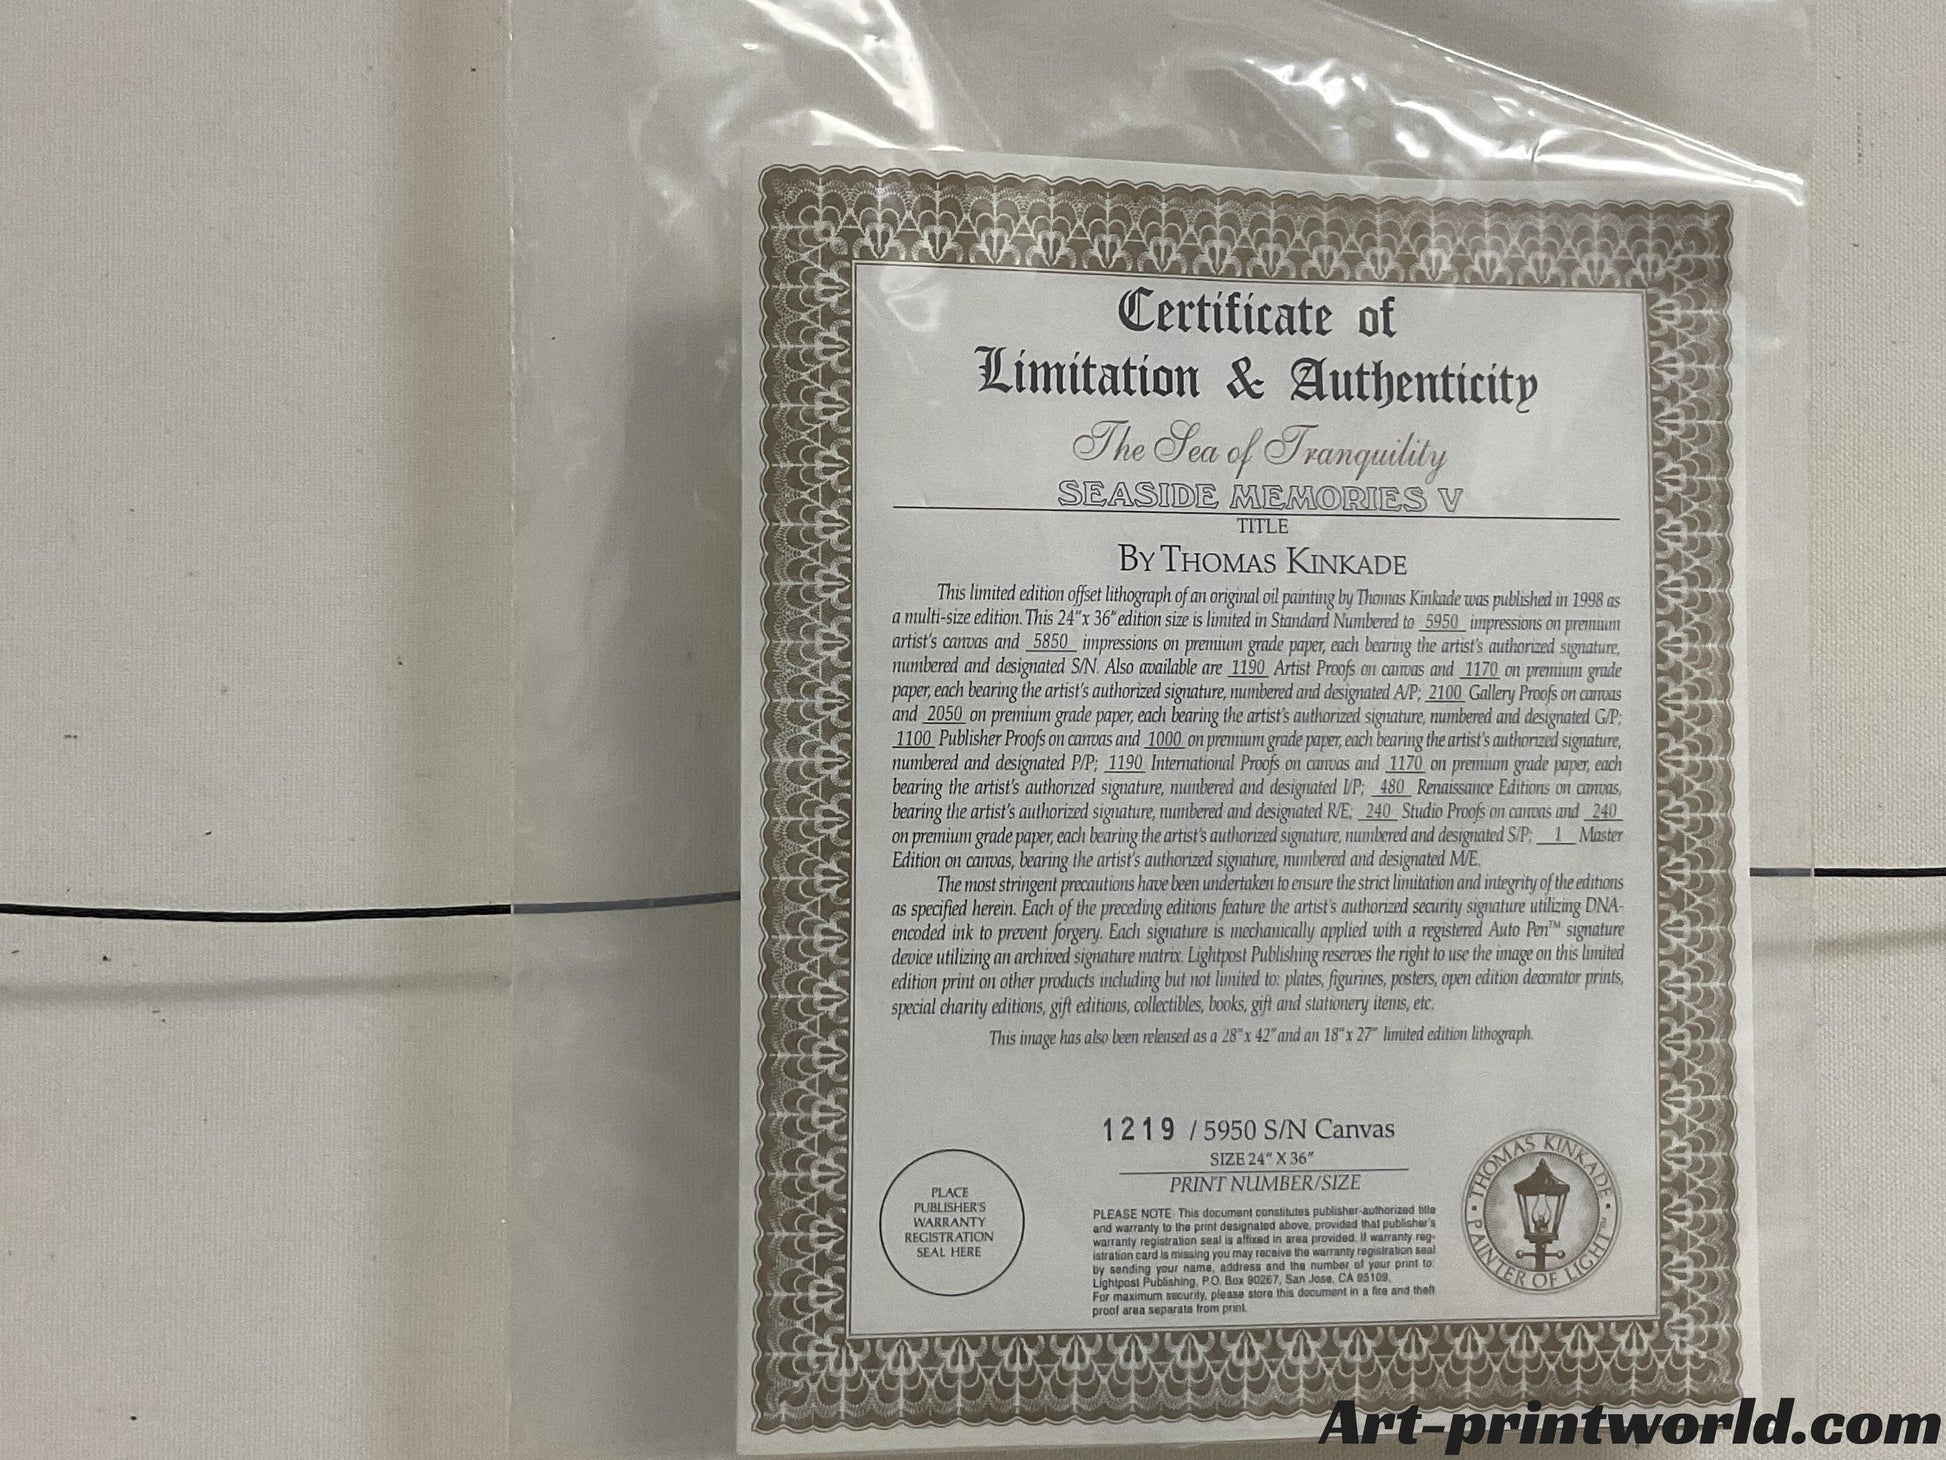 Certificate of
Limitation & Authenticity
The Sea of Tranquility
SEASIDE MEMORIES V
TITLE
BY THOMAS KINKADE
This limited edition offset lithograph of an original oil painting by Thomas Kinkade was published in 1998 as
a multi-size edition. This 24" x 36" edition size is limited in Standard Numbered to 5950 impressions on premium
artist's canvas and 5850 impressions on premium grade paper, each bearing the artist's authorized signature,
numbered and designated S/N. Also available are 1190 Artist Proofs on canvas and 1170 on premium grade
paper, each bearing the artist's authorized signature, numbered and designated A/P; 2100 Gallery Proofs on canvas
and 2050 on premium grade paper, each bearing the artist's authorized signature, numbered and designated G/P;
1100 Publisher Proofs on canvas and 1000 on premium grade paper, each bearing the artist's authorized signature,
numbered and designated P/P; 1190 International Proofs on canvas and 1170 on premium grade paper, each
bearing the artist's authorized signature, numbered and designated I/P; 480 Renaissance Editions on canvas,
bearing the artist's authorized signature, numbered and designated R/E; 240 Studio Proofs on canvas and 240
on premium grade paper, each bearing the artist's authorized signature, numbered and designated S/P; 1 Master
Edition on canvas, bearing the artist's authorized signature, numbered and designated M/E.
The most stringent precautions have been undertaken to ensure the strict limitation and integrity of the editions
as specified herein. Each of the preceding editions feature the artist's authorized security signature utilizing DNA-
encoded ink to prevent forgery. Each signature is mechanically applied with a registered Auto Pen™ signature
device utilizing an archived signature matrix. Lightpost Publishing reserves the right to use the image on this limited
edition print on other products including but not limited to: plates, figurines, posters, open edition decorator prints,
special charity editions, gift editions, collectibles, books, gift and stationery items, etc.
This image has also been released as a 28" x 42" and an 18" x 27" limited edition lithograph.
1219 / 5950 S/N Canvas
SIZE 24" X 36"
PRINT NUMBER/SIZE
PLACE
PUBLISHER'S
WARRANTY
REGISTRATION
SEAL HERE
PLEASE NOTE: This document constitutes publisher-authorized title
and warranty to the print designated above, provided that publisher's
warranty registration seal is affixed in area provided. If warranty reg-
istration card is missing you may receive the warranty registration seal
by sending your name, address and the number of your print to:
Lightpost Publishing, P.O. Box 90267, San Jose, CA 95109.
For maximum security, please store this document in a fire and theft
proof area separate from print.
THOMAS KINKADE
PAINTER OF LIGHT™
Art-printworld.com